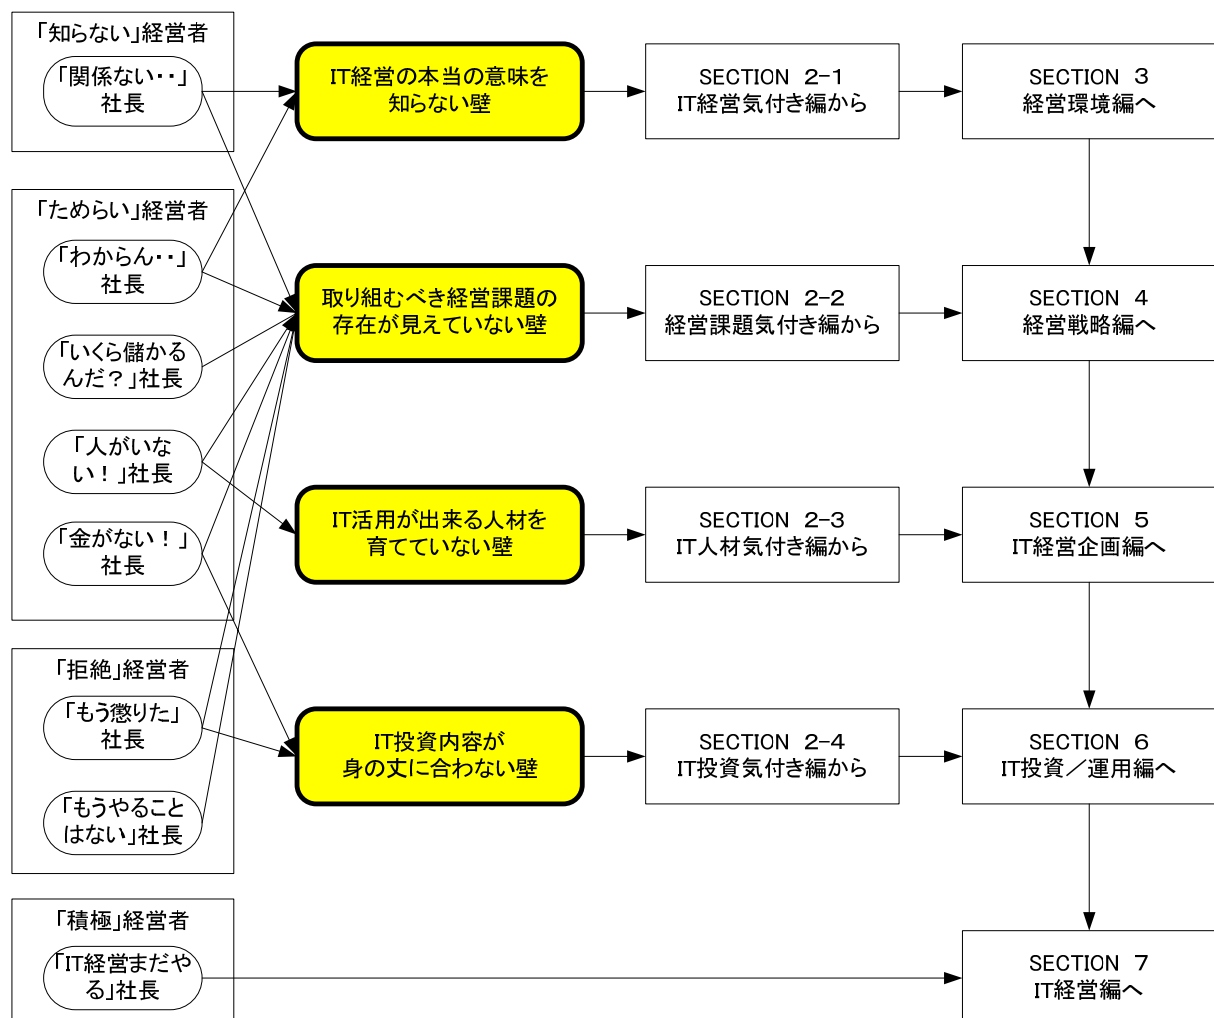 「知らない」経営者
「関係ない・・」
社長
「ためらい」経営者
「わからん・・」
社長
「いくら儲かる
んだ？」社長
「人がいな
い！」社長
「金がない！」
社長
「拒絶」経営者
「もう懲りた」
社長
「もうやること
はない」社長
「積極」経営者
「IT経営まだや
る」社長
IT経営の本当の意味を
知らない壁
取り組むべき経営課題の
存在が見えていない壁
IT活用が出来る人材を
育てていない壁
IT投資内容が
身の丈に合わない壁
SECTION 2-1
IT経営気付き編から
SECTION 2-2
経営課題気付き編から
SECTION 2-3
IT人材気付き編から
SECTION 2-4
IT投資気付き編から
SECTION 3
経営環境編へ
SECTION 4
経営戦略編へ
SECTION 5
IT経営企画編へ
SECTION 6
IT投資／運用編へ
SECTION 7
IT経営編へ